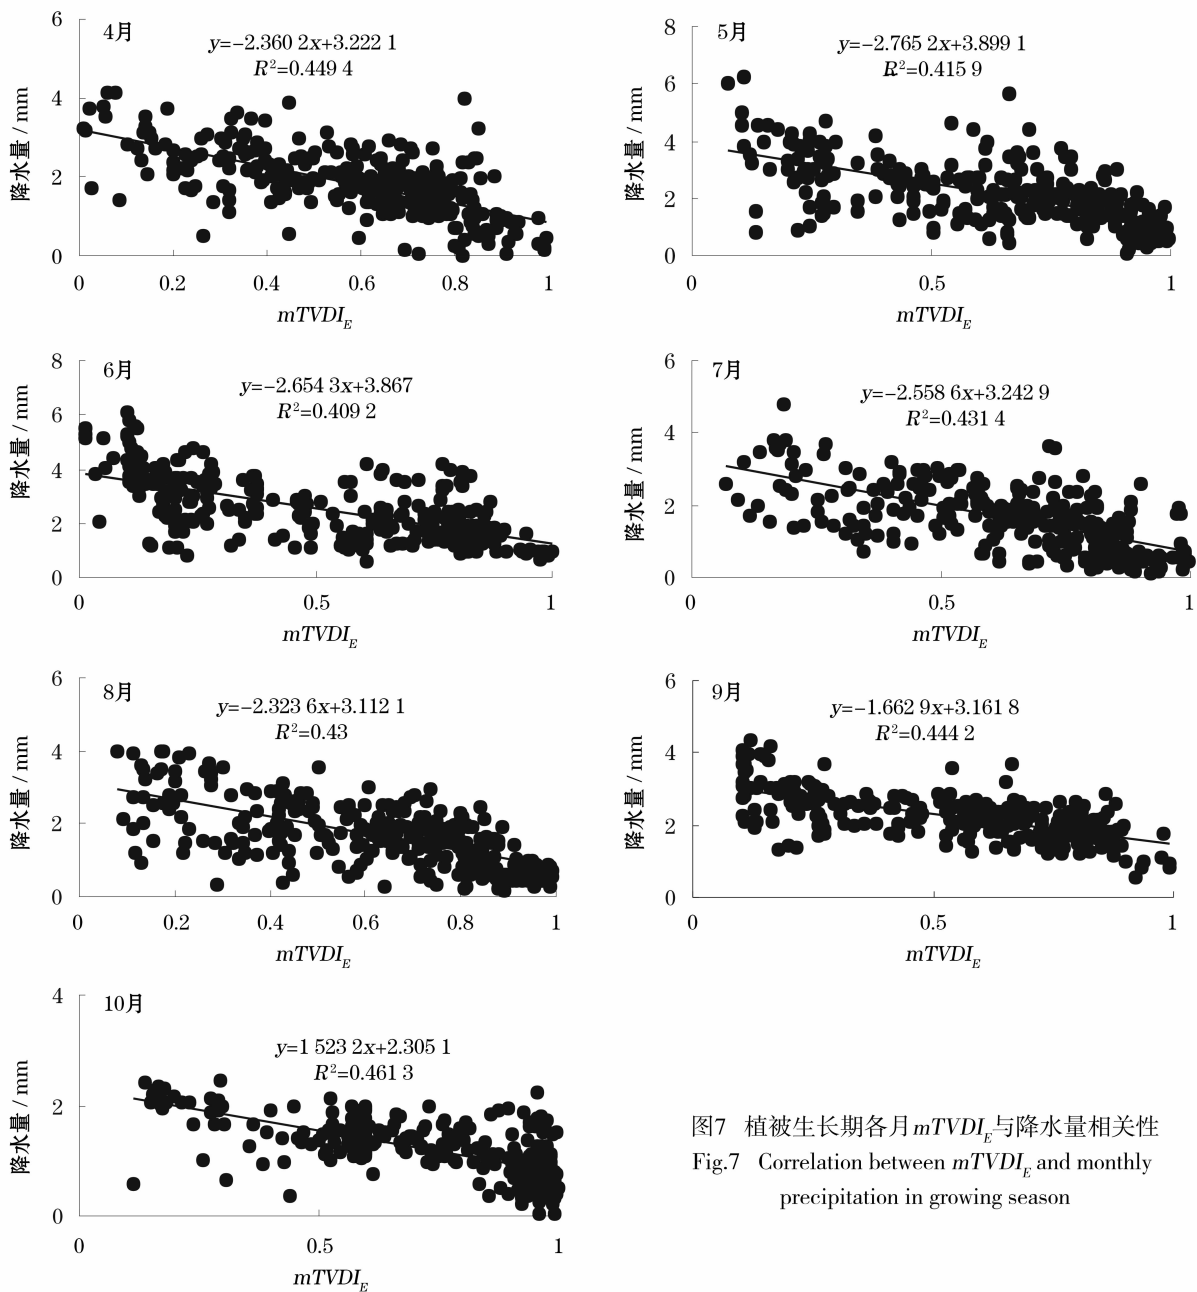 4月
y=-2.360 2x+3.222 1
R²=0.449 4
6
4
2
0
降水量 / mm
0 0.2 0.4 0.6 0.8 1
mTVDI_E
5月
y=-2.765 2x+3.899 1
R²=0.415 9
8
6
4
2
0
降水量 / mm
0 0.5 1
mTVDI_E
6月
y=-2.654 3x+3.867
R²=0.409 2
8
6
4
2
0
降水量 / mm
0 0.5 1
mTVDI_E
7月
y=-2.558 6x+3.242 9
R²=0.431 4
6
4
2
0
降水量 / mm
0 0.5 1
mTVDI_E
8月
y=-2.323 6x+3.112 1
R²=0.43
6
4
2
0
降水量 / mm
0 0.2 0.4 0.6 0.8 1
mTVDI_E
9月
y=-1.662 9x+3.161 8
R²=0.444 2
6
4
2
0
降水量 / mm
0 0.5 1
mTVDI_E
10月
y=1 523 2x+2.305 1
R²=0.461 3
4
2
0
降水量 / mm
0 0.5 1
mTVDI_E
图7 植被生长期各月mTVDI_E与降水量相关性
Fig.7 Correlation between mTVDI_E and monthly
precipitation in growing season